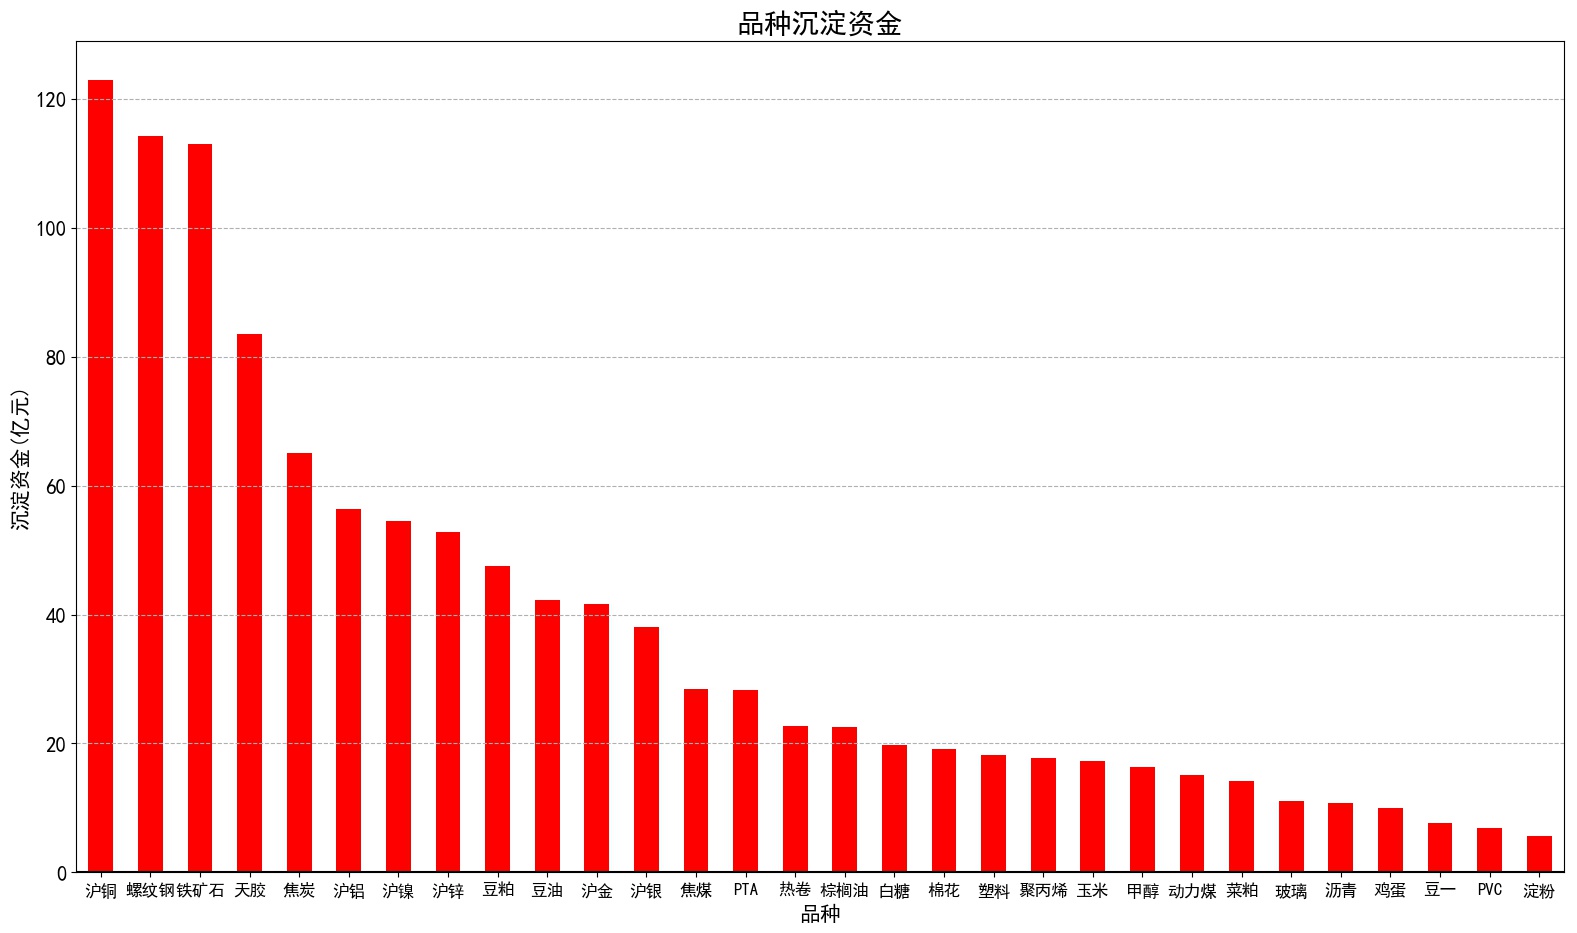 品种沉淀资金
沉淀资金(亿元)
120
100
80
60
40
20
0
沪铜 螺纹钢 铁矿石 天胶 焦炭 沪铝 沪镍 沪锌 豆粕 豆油 沪金 沪银 焦煤 PTA 热卷 棕榈油 白糖 棉花 塑料 聚丙烯 玉米 甲醇 动力煤 菜粕 玻璃 沥青 鸡蛋 豆一 PVC 淀粉
品种